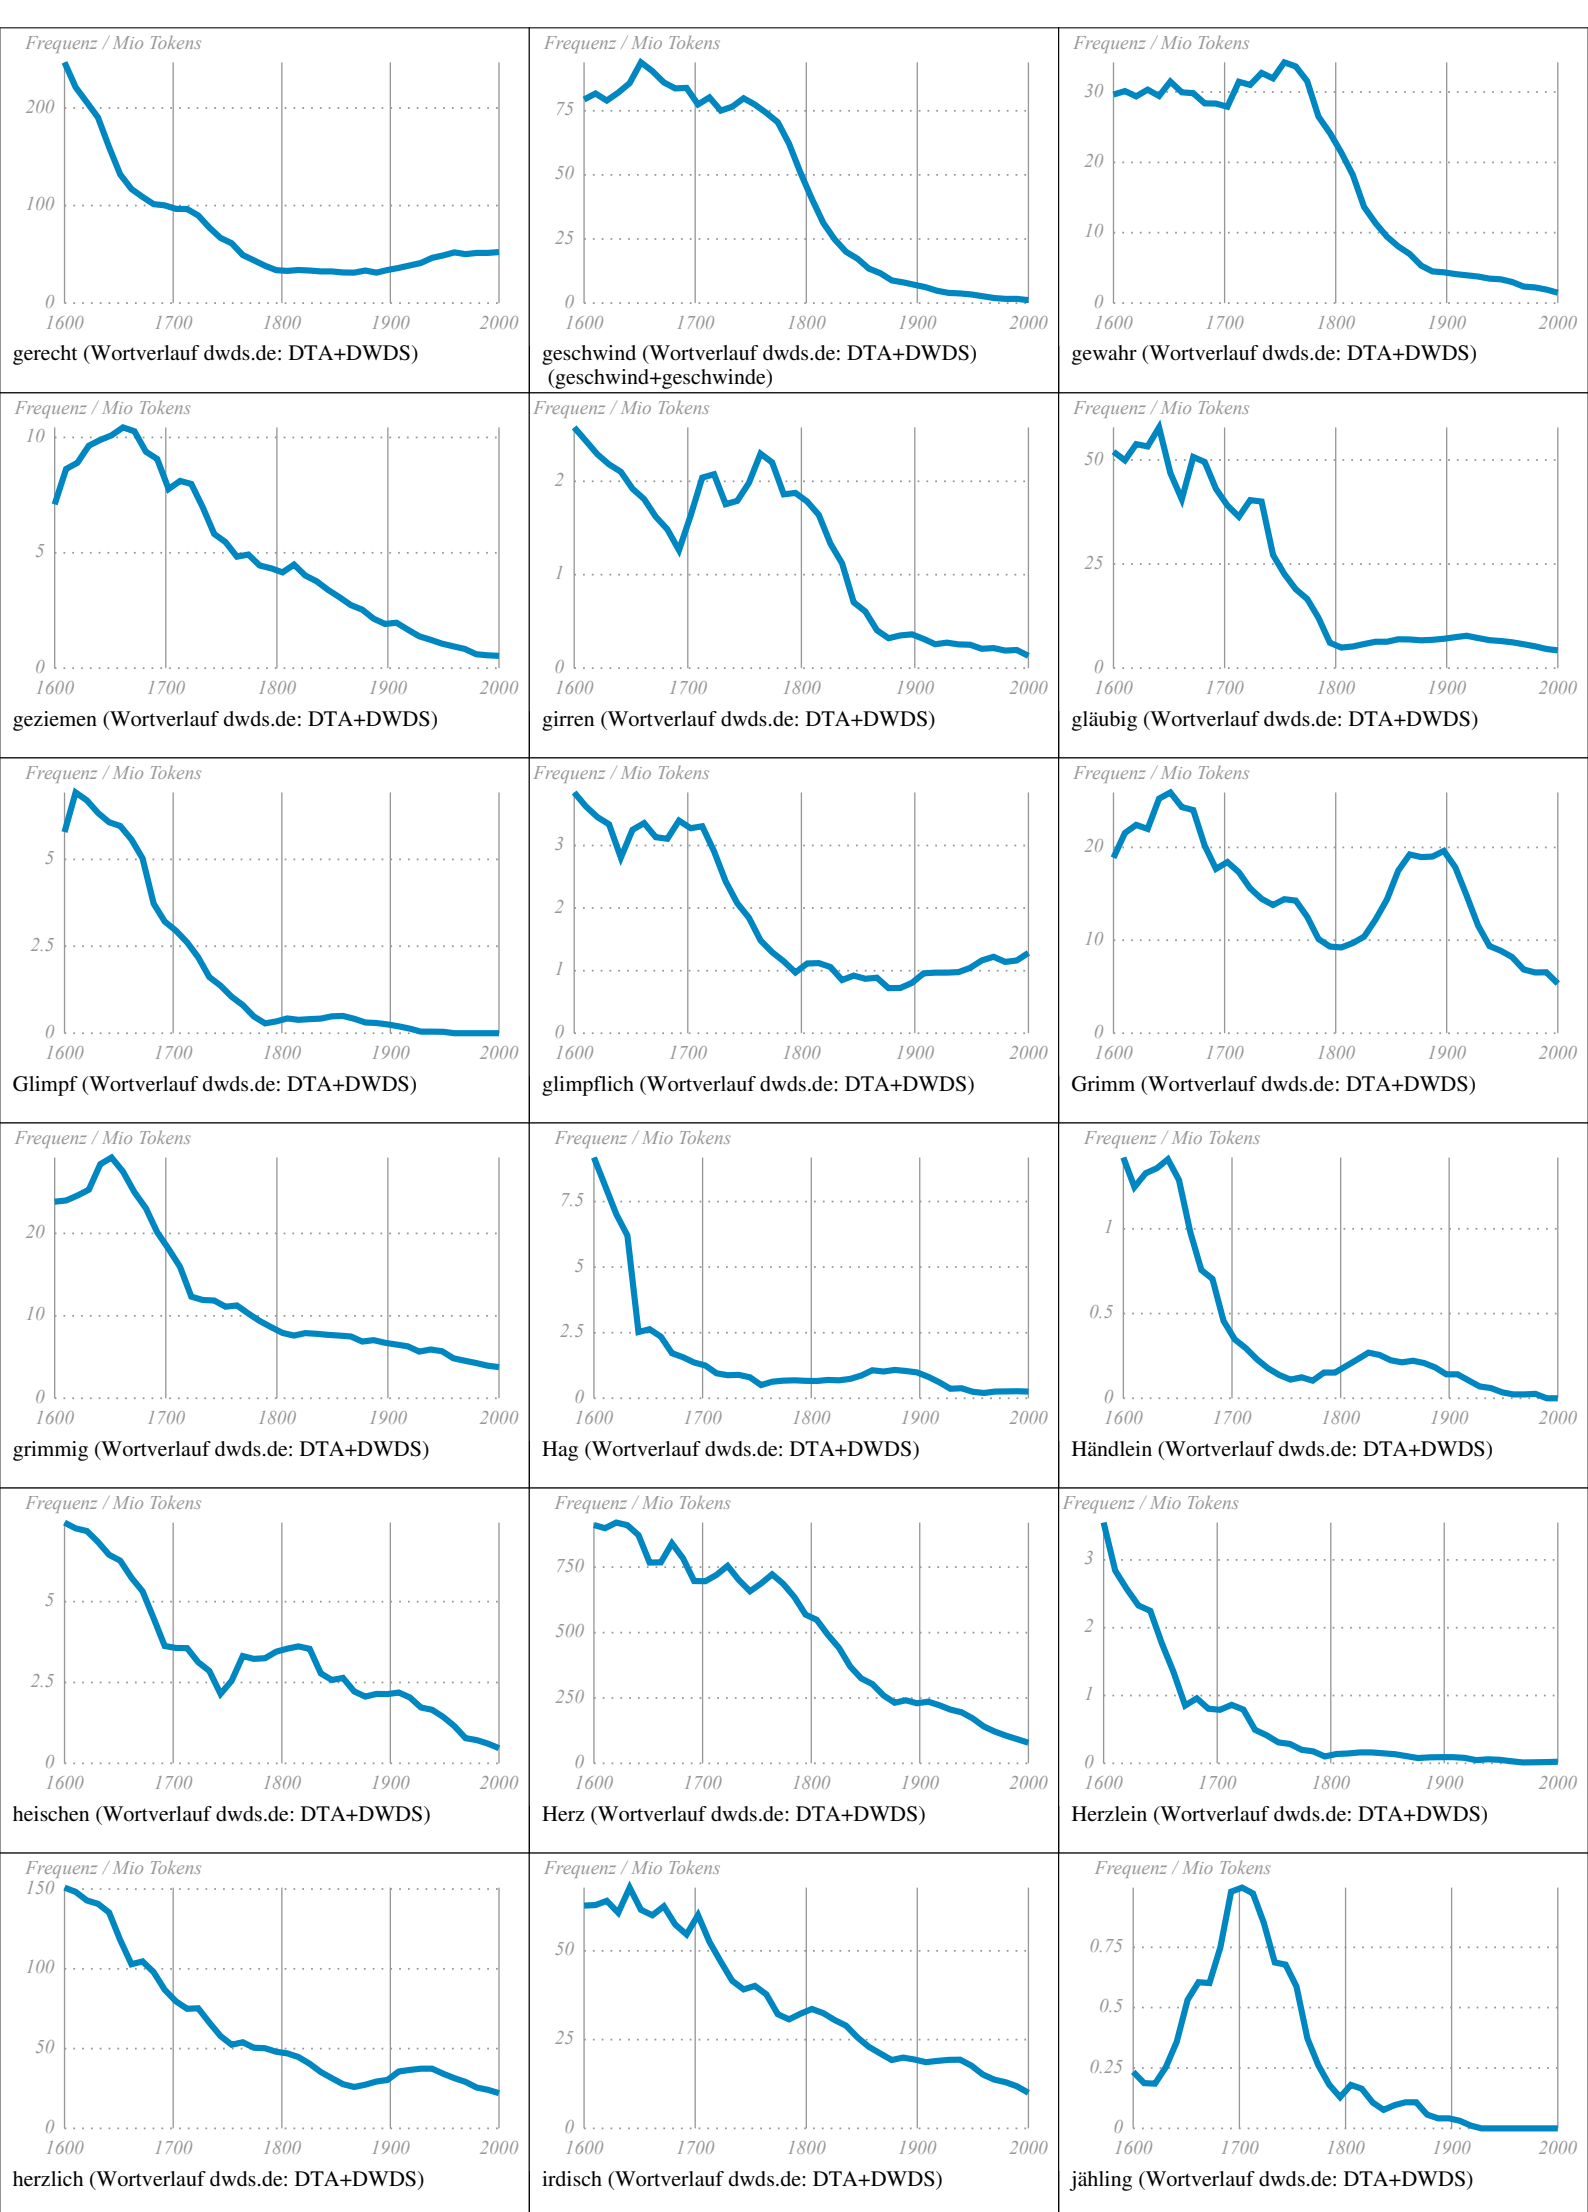 Frequenz / Mio Tokens
200
100
0
1600 1700 1800 1900 2000
gerecht (Wortverlauf dwds.de: DTA+DWDS)
Frequenz / Mio Tokens
75
50
25
0
1600 1700 1800 1900 2000
geschwind (Wortverlauf dwds.de: DTA+DWDS)
(geschwind+geschwinde)
Frequenz / Mio Tokens
30
20
10
0
1600 1700 1800 1900 2000
gewahr (Wortverlauf dwds.de: DTA+DWDS)
Frequenz / Mio Tokens
10
5
0
1600 1700 1800 1900 2000
geziemen (Wortverlauf dwds.de: DTA+DWDS)
Frequenz / Mio Tokens
2
1
0
1600 1700 1800 1900 2000
girren (Wortverlauf dwds.de: DTA+DWDS)
Frequenz / Mio Tokens
50
25
0
1600 1700 1800 1900 2000
gläubig (Wortverlauf dwds.de: DTA+DWDS)
Frequenz / Mio Tokens
5
2.5
0
1600 1700 1800 1900 2000
Glimpf (Wortverlauf dwds.de: DTA+DWDS)
Frequenz / Mio Tokens
3
2
1
0
1600 1700 1800 1900 2000
glimpflich (Wortverlauf dwds.de: DTA+DWDS)
Frequenz / Mio Tokens
20
10
0
1600 1700 1800 1900 2000
Grimm (Wortverlauf dwds.de: DTA+DWDS)
Frequenz / Mio Tokens
20
10
0
1600 1700 1800 1900 2000
grimmig (Wortverlauf dwds.de: DTA+DWDS)
Frequenz / Mio Tokens
7.5
5
2.5
0
1600 1700 1800 1900 2000
Hag (Wortverlauf dwds.de: DTA+DWDS)
Frequenz / Mio Tokens
1
0.5
0
1600 1700 1800 1900 2000
Händlein (Wortverlauf dwds.de: DTA+DWDS)
Frequenz / Mio Tokens
5
2.5
0
1600 1700 1800 1900 2000
heischen (Wortverlauf dwds.de: DTA+DWDS)
Frequenz / Mio Tokens
750
500
250
0
1600 1700 1800 1900 2000
Herz (Wortverlauf dwds.de: DTA+DWDS)
Frequenz / Mio Tokens
3
2
1
0
1600 1700 1800 1900 2000
Herzlein (Wortverlauf dwds.de: DTA+DWDS)
Frequenz / Mio Tokens
150
100
50
0
1600 1700 1800 1900 2000
herzlich (Wortverlauf dwds.de: DTA+DWDS)
Frequenz / Mio Tokens
50
25
0
1600 1700 1800 1900 2000
irdisch (Wortverlauf dwds.de: DTA+DWDS)
Frequenz / Mio Tokens
0.75
0.5
0.25
0
1600 1700 1800 1900 2000
jähling (Wortverlauf dwds.de: DTA+DWDS)